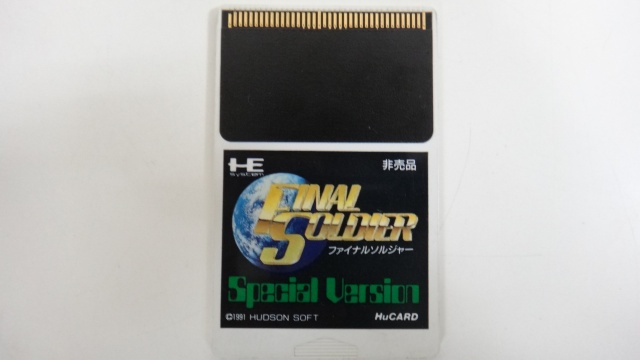 HE
SYSTEM
非売品
FINAL
SOLDIER
ファイナルソルジャー
Special Version
©1991 HUDSON SOFT
HuCARD